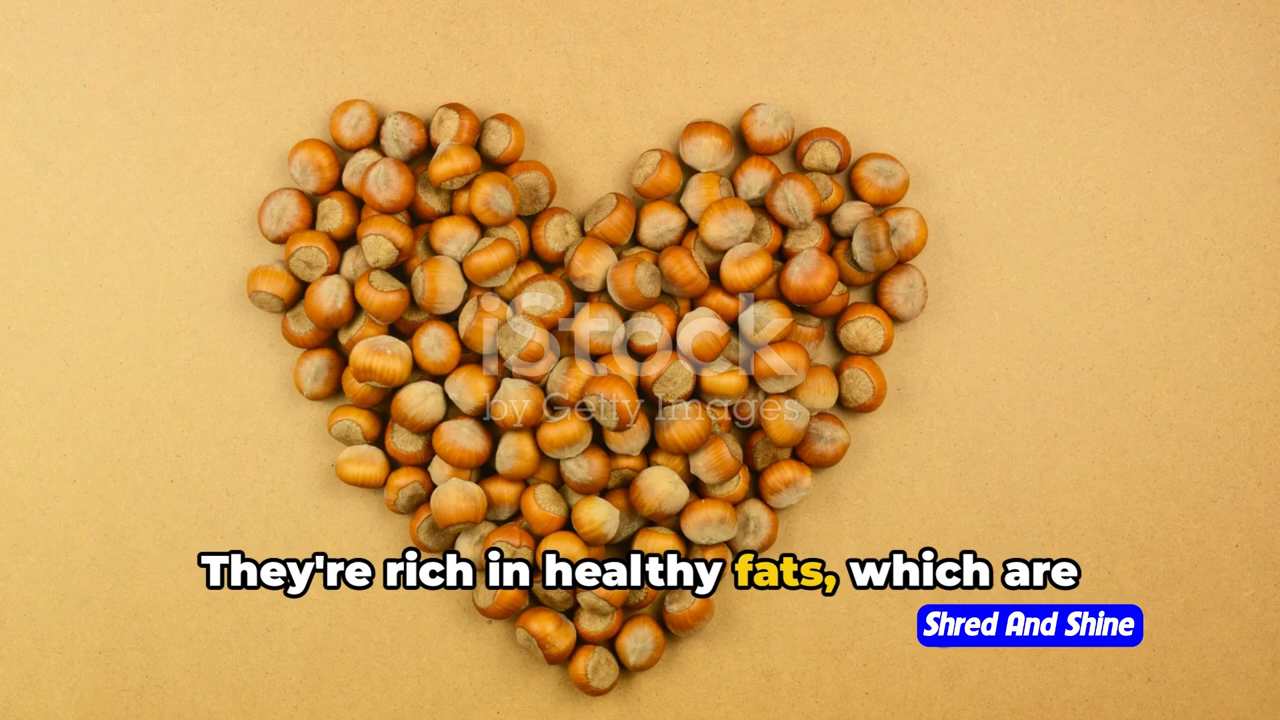 iStock
by Getty Images
They're rich in healthy fats, which are
Shred And Shine